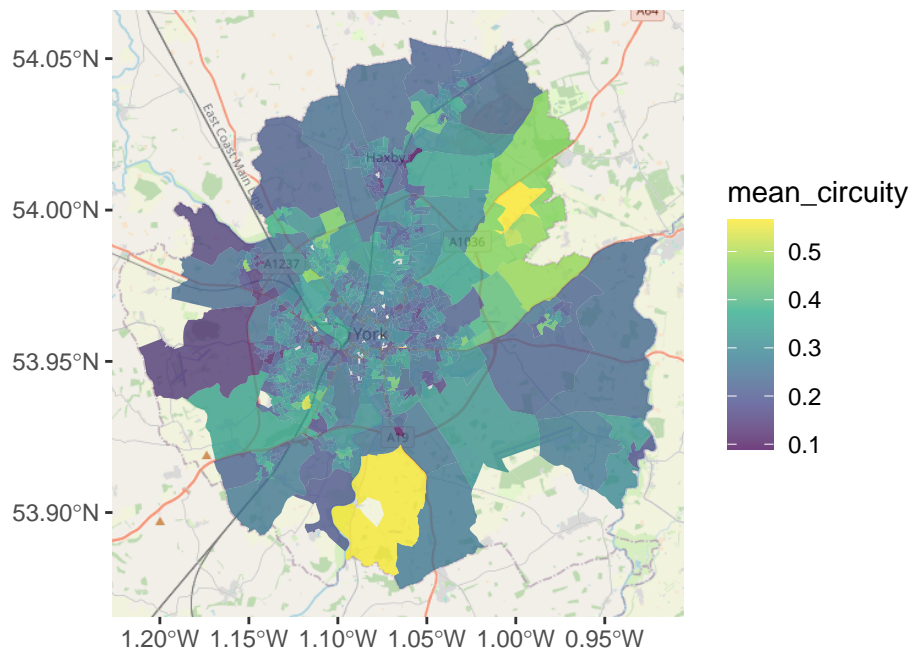 A64
54.05°N
54.00°N
53.95°N
53.90°N
East Coast Main Line
Haxby
A1036
A1237
York
A19
1.20°W 1.15°W 1.10°W 1.05°W 1.00°W 0.95°W
mean_circuity
0.5
0.4
0.3
0.2
0.1